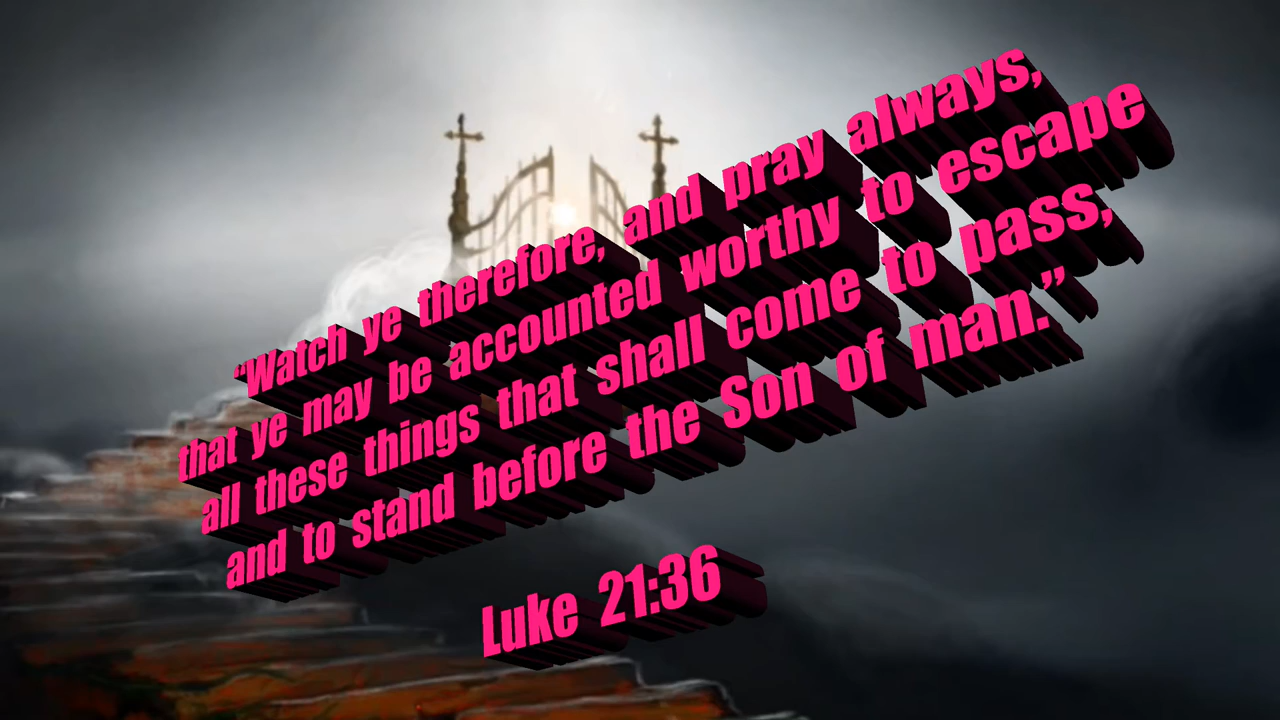 “Watch ye therefore, and pray always,
that ye may be accounted worthy to escape
all these things that shall come to pass,
and to stand before the Son of man.”
Luke 21:36